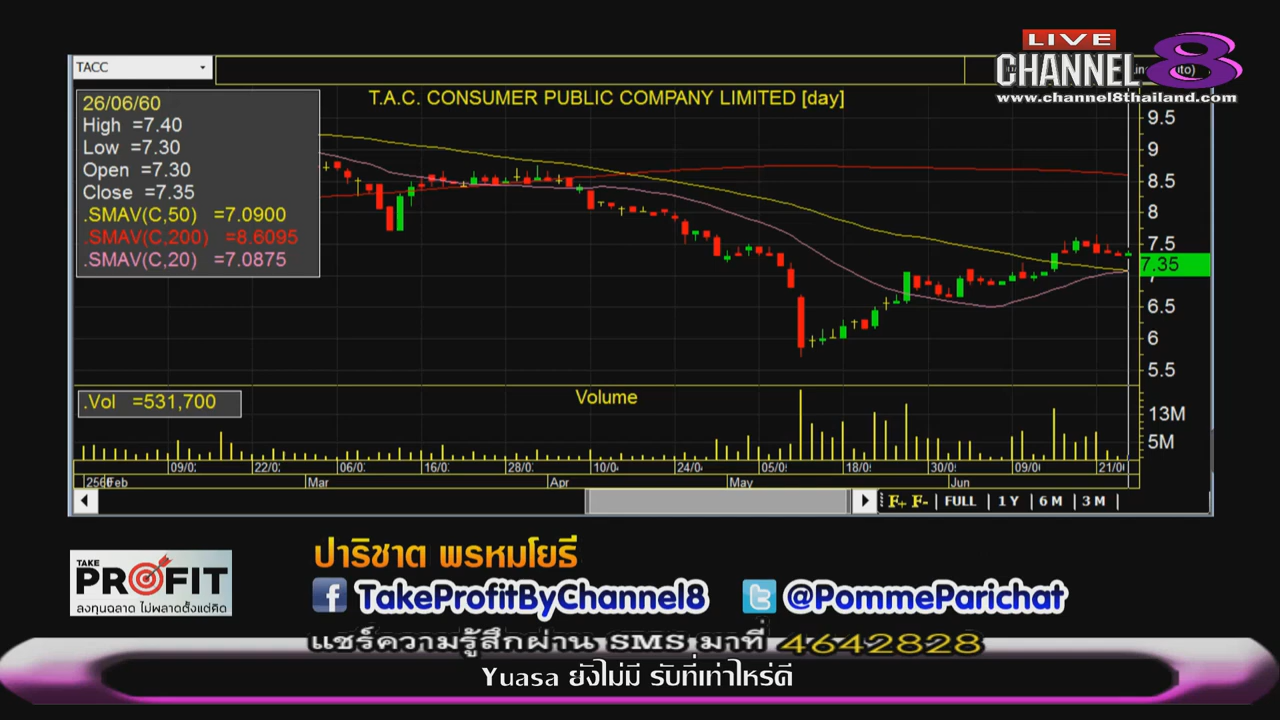 LIVE
CHANNEL 8
www.channel8thailand.com
TACC
T.A.C. CONSUMER PUBLIC COMPANY LIMITED [day]
26/06/60
High =7.40
Low =7.30
Open =7.30
Close =7.35
.SMAV(C,50) =7.0900
.SMAV(C,200) =8.6095
.SMAV(C,20) =7.0875
9.5
9
8.5
8
7.5
7.35
7
6.5
6
5.5
.Vol =531,700
Volume
13M
5M
09/0 22/0 06/0 16/0 28/0 10/0 24/0 05/0 18/0 30/0 09/0 21/0
Feb Mar Apr May Jun
F+ F- | FULL | 1 Y | 6 M | 3 M |
TAKE
PROFIT
ลงทุนฉลาด ไม่พลาดตั้งแต่คิด
ปาริชาต พรหมโยธี
TakeProfitByChannel8 @PommeParichat
แชร์ความรู้สึกผ่าน SMS มาที่ 4642828
Yuasa ยังไม่มี รับที่เท่าไหร่ดี